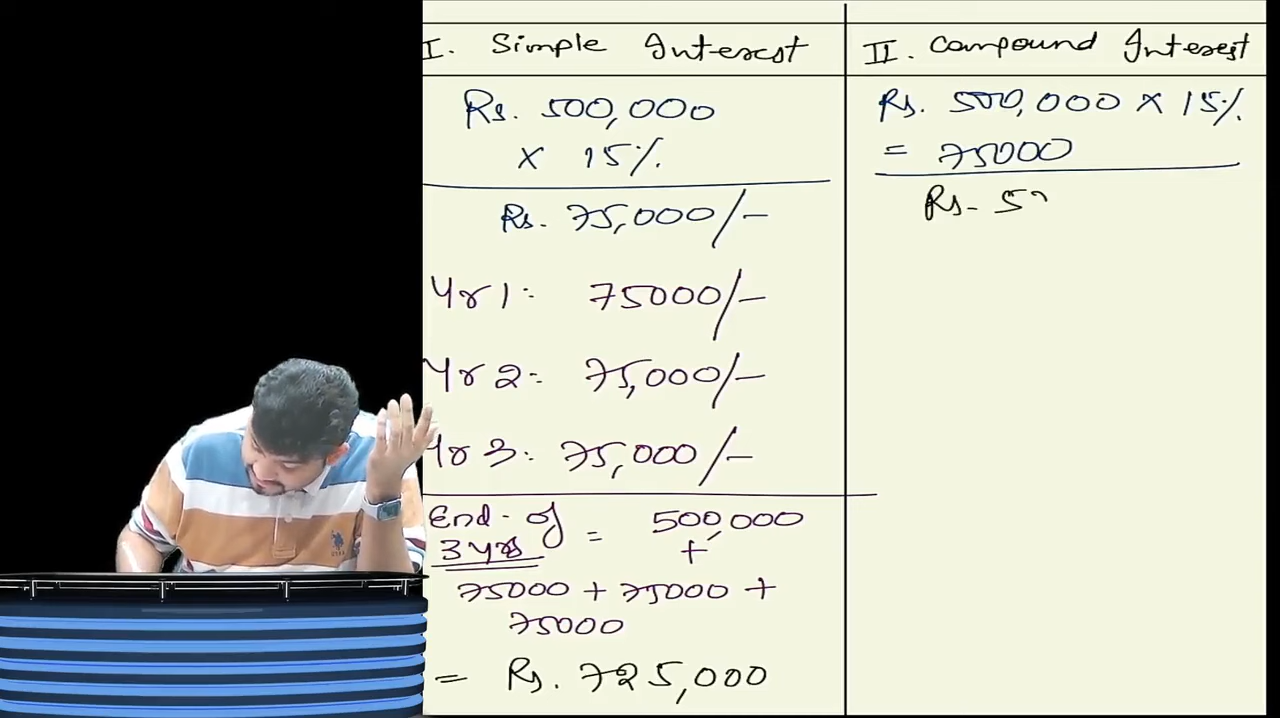 I. Simple Interest
Rs. 500,000
x 15%
Rs. 75,000/-
Yr 1: 75000/-
Yr 2: 75,000/-
Yr 3: 75,000/-
End of 3 yrs = 500,000
+
75000 + 75000 +
75000
= Rs. 725,000
II. Compound Interest
Rs. 500,000 x 15%
= 75000
Rs. 5